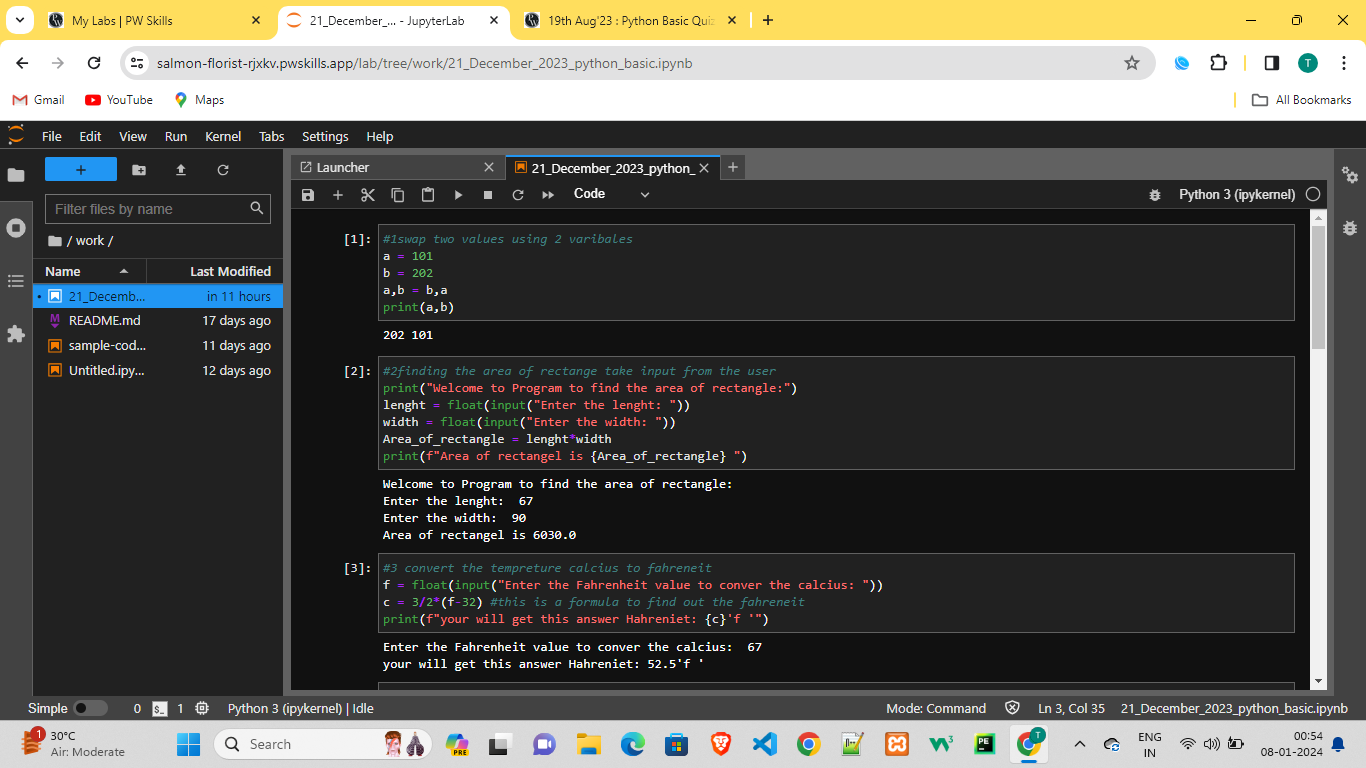 My Labs | PW Skills
21_December_... - JupyterLab
19th Aug'23 : Python Basic Quiz
salmon-florist-rjxkv.pwskills.app/lab/tree/work/21_December_2023_python_basic.ipynb
T
Gmail
YouTube
Maps
All Bookmarks
File Edit View Run Kernel Tabs Settings Help
Launcher
21_December_2023_python_
Code
Python 3 (ipykernel)
Filter files by name
/ work /
Name
Last Modified
21_Decemb... in 11 hours
README.md 17 days ago
sample-cod... 11 days ago
Untitled.ipy... 12 days ago
[1]:
#1swap two values using 2 varibales
a = 101
b = 202
a,b = b,a
print(a,b)
202 101
[2]:
#2finding the area of rectange take input from the user
print("Welcome to Program to find the area of rectangle:")
lenght = float(input("Enter the lenght: "))
width = float(input("Enter the width: "))
Area_of_rectangle = lenght*width
print(f"Area of rectangel is {Area_of_rectangle} ")
Welcome to Program to find the area of rectangle:
Enter the lenght:  67
Enter the width:  90
Area of rectangel is 6030.0
[3]:
#3 convert the tempreture calcius to fahreneit
f = float(input("Enter the Fahrenheit value to conver the calcius: "))
c = 3/2*(f-32) #this is a formula to find out the fahreneit
print(f"your will get this answer Hahreniet: {c}'f '")
Enter the Fahrenheit value to conver the calcius:  67
your will get this answer Hahreniet: 52.5'f '
Simple
0
1
Python 3 (ipykernel) | Idle
Mode: Command
Ln 3, Col 35
21_December_2023_python_basic.ipynb
1
30°C
Air: Moderate
Search
PRE
T
ENG
IN
00:54
08-01-2024